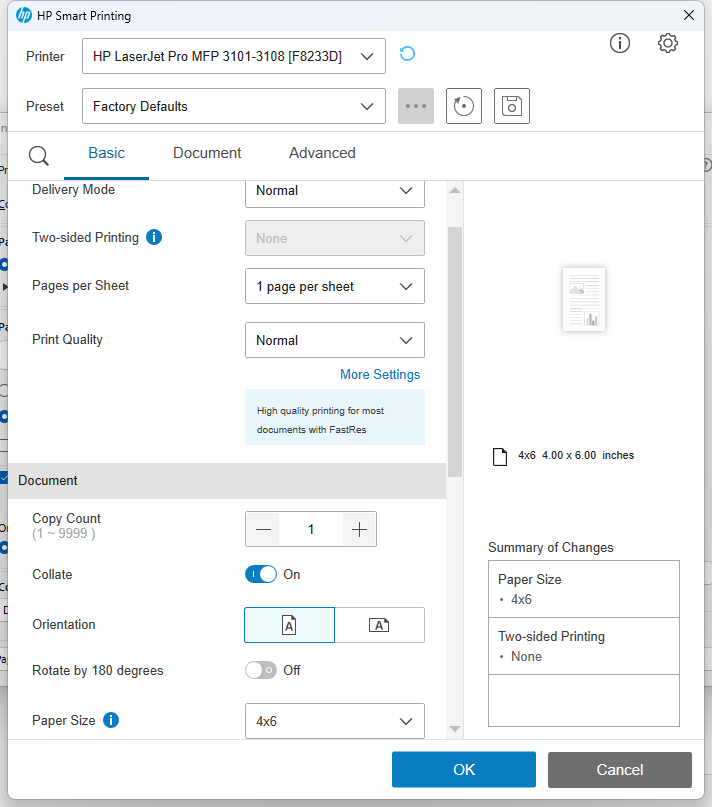 HP Smart Printing
Printer
HP LaserJet Pro MFP 3101-3108 [F8233D]
Preset
Factory Defaults
Basic
Document
Advanced
Delivery Mode
Normal
Two-sided Printing
None
Pages per Sheet
1 page per sheet
Print Quality
Normal
More Settings
High quality printing for most
documents with FastRes
Document
Copy Count
(1 ~ 9999 )
1
Collate
On
Orientation
A
A
Rotate by 180 degrees
Off
Paper Size
4x6
4x6 4.00 x 6.00 inches
Summary of Changes
Paper Size
• 4x6
Two-sided Printing
• None
OK
Cancel